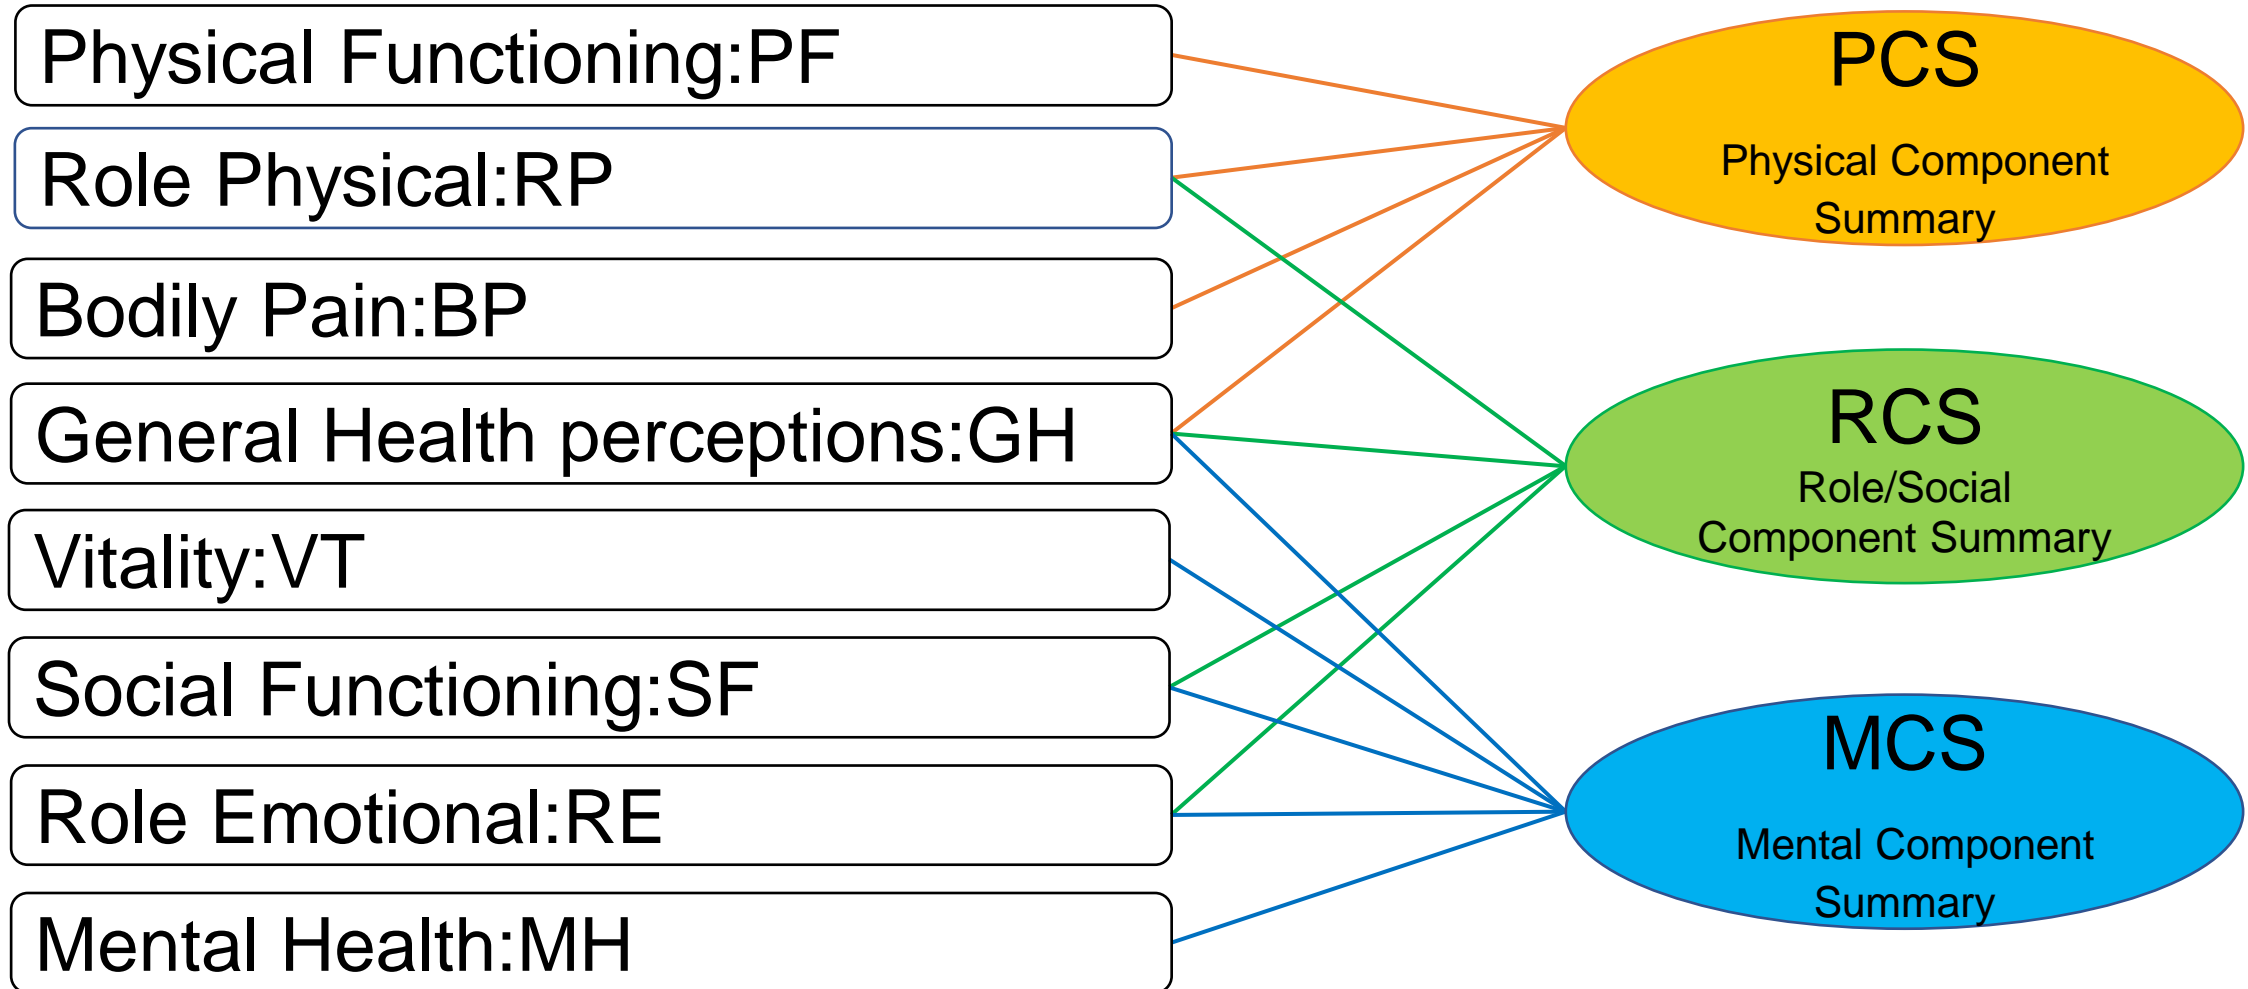 Physical Functioning:PF
Role Physical:RP
Bodily Pain:BP
General Health perceptions:GH
Vitality:VT
Social Functioning:SF
Role Emotional:RE
Mental Health:MH
PCS
Physical Component
Summary
RCS
Role/Social
Component Summary
MCS
Mental Component
Summary